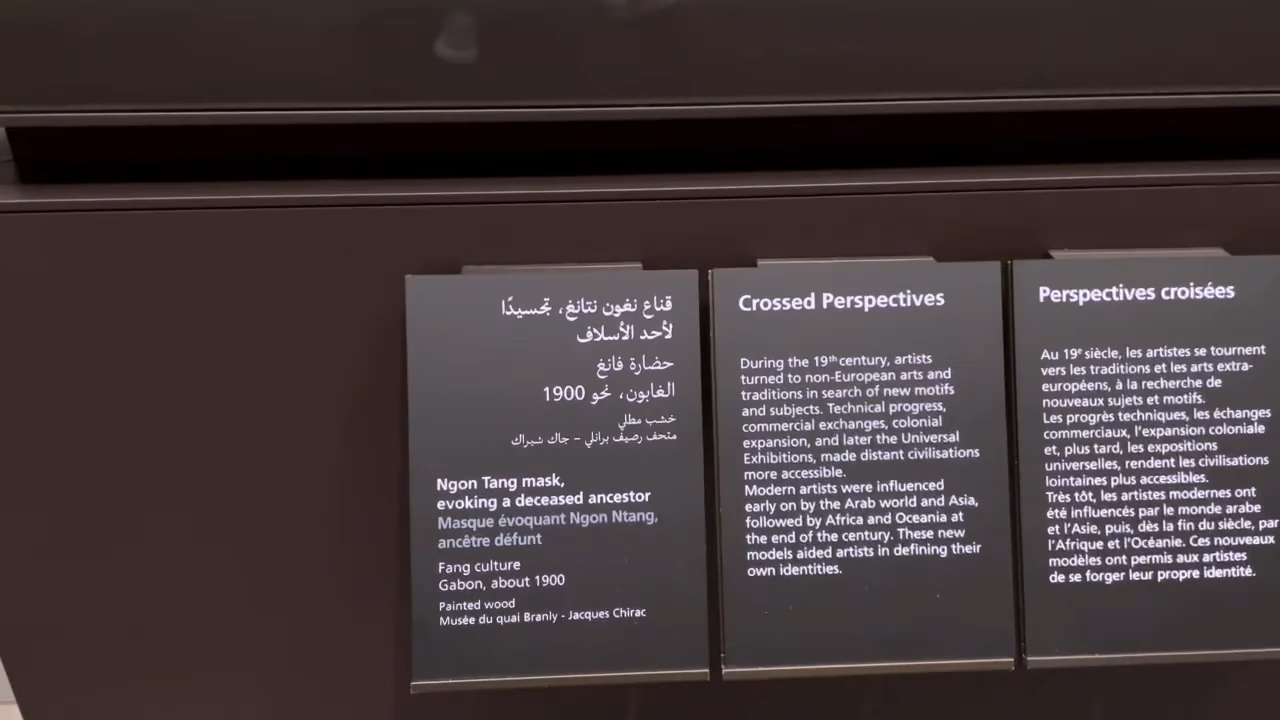 قناع نغون نتانغ، تجسيدًا
لأحد الأسلاف
حضارة فانغ
الغابون، نحو 1900
خشب مطلي
متحف رصيف برانلي – جاك شيراك
Ngon Tang mask,
evoking a deceased ancestor
Masque évoquant Ngon Ntang,
ancêtre défunt
Fang culture
Gabon, about 1900
Painted wood
Musée du quai Branly - Jacques Chirac
Crossed Perspectives
During the 19th century, artists
turned to non-European arts and
traditions in search of new motifs
and subjects. Technical progress,
commercial exchanges, colonial
expansion, and later the Universal
Exhibitions, made distant civilisations
more accessible.
Modern artists were influenced
early on by the Arab world and Asia,
followed by Africa and Oceania at
the end of the century. These new
models aided artists in defining their
own identities.
Perspectives croisées
Au 19e siècle, les artistes se tournent
vers les traditions et les arts extra-
européens, à la recherche de
nouveaux sujets et motifs.
Les progrès techniques, les échanges
commerciaux, l'expansion coloniale
et, plus tard, les expositions
universelles, rendent les civilisations
lointaines plus accessibles.
Très tôt, les artistes modernes ont
été influencés par le monde arabe
et l'Asie, puis, dès la fin du siècle, par
l'Afrique et l'Océanie. Ces nouveaux
modèles ont permis aux artistes
de se forger leur propre identité.